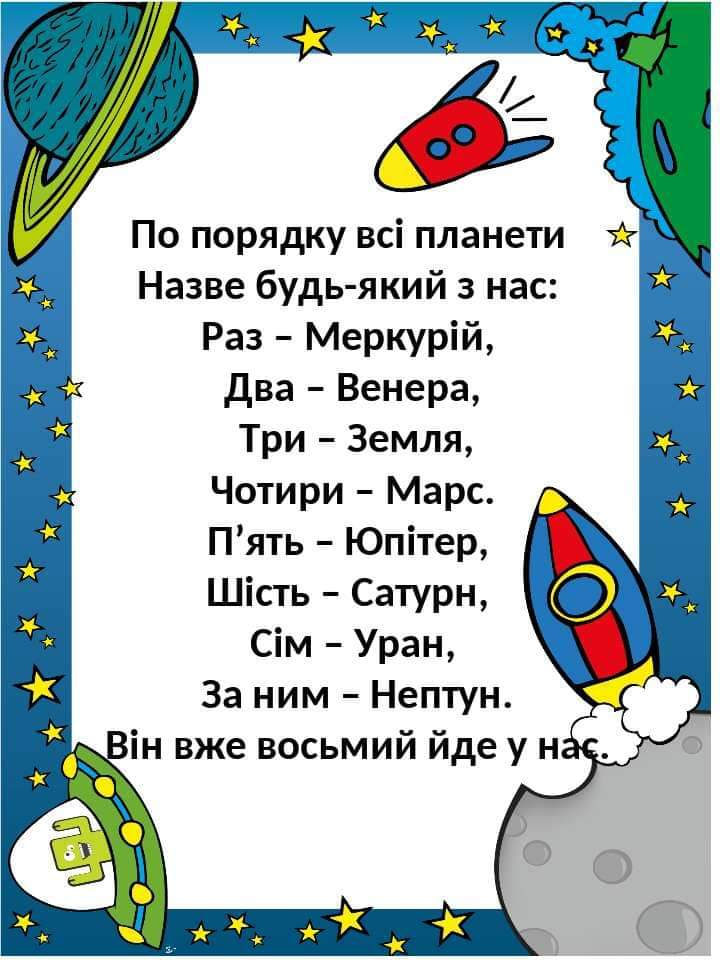 По порядку всі планети
Назве будь-який з нас:
Раз – Меркурій,
Два – Венера,
Три – Земля,
Чотири – Марс.
П’ять – Юпітер,
Шість – Сатурн,
Сім – Уран,
За ним – Нептун.
Він вже восьмий йде у нас.